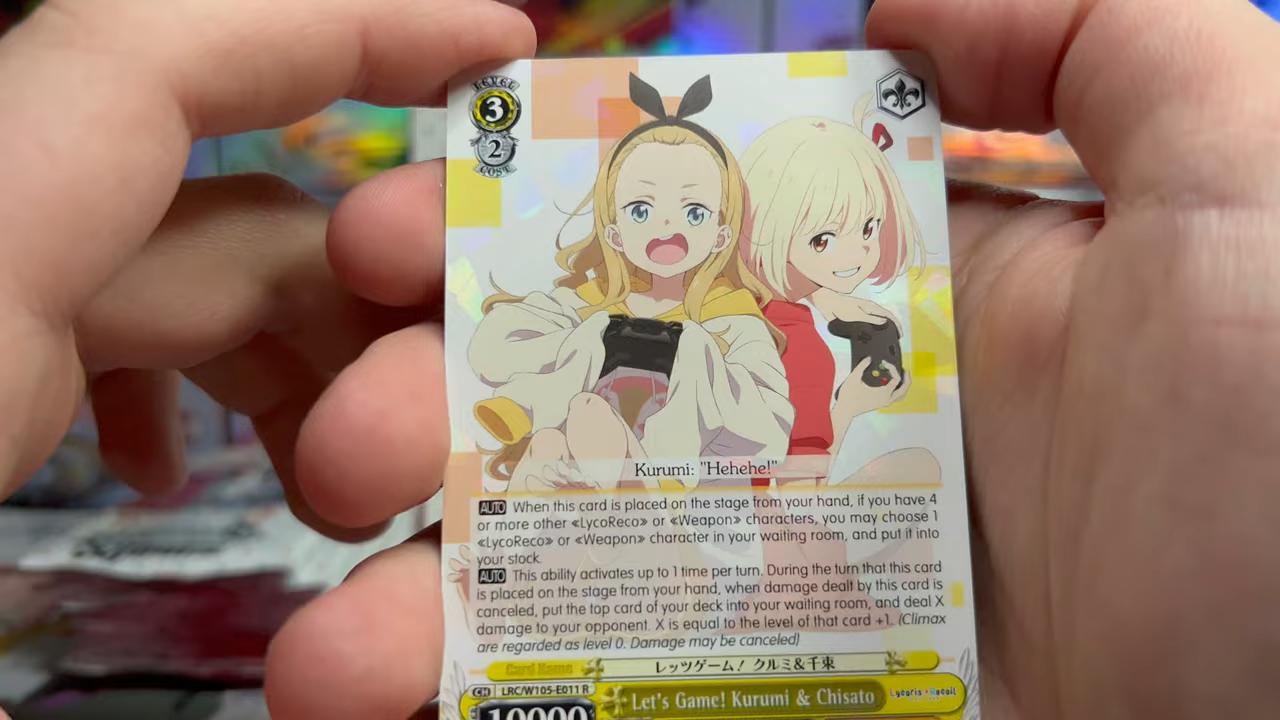 LEVEL
3
2
COST
Kurumi: "Hehehe!"
AUTO When this card is placed on the stage from your hand, if you have 4
or more other «LycoReco» or «Weapon» characters, you may choose 1
«LycoReco» or «Weapon» character in your waiting room, and put it into
your stock.
AUTO This ability activates up to 1 time per turn. During the turn that this card
is placed on the stage from your hand, when damage dealt by this card is
canceled, put the top card of your deck into your waiting room, and deal X
damage to your opponent. X is equal to the level of that card +1. (Climax
are regarded as level 0. Damage may be canceled)
Card Name レッツゲーム! クルミ&千束
CH LRC/W105-E011 R
Let's Game! Kurumi & Chisato
Lycoris Recoil
10000